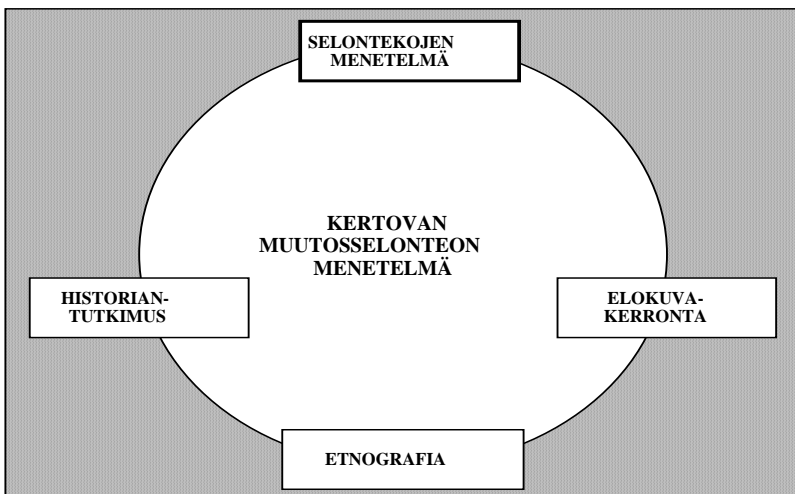 SELONTEKOJEN
MENETELMÄ
KERTOVAN
MUUTOSSELONTEON
MENETELMÄ
HISTORIAN-
TUTKIMUS
ELOKUVA-
KERRONTA
ETNOGRAFIA